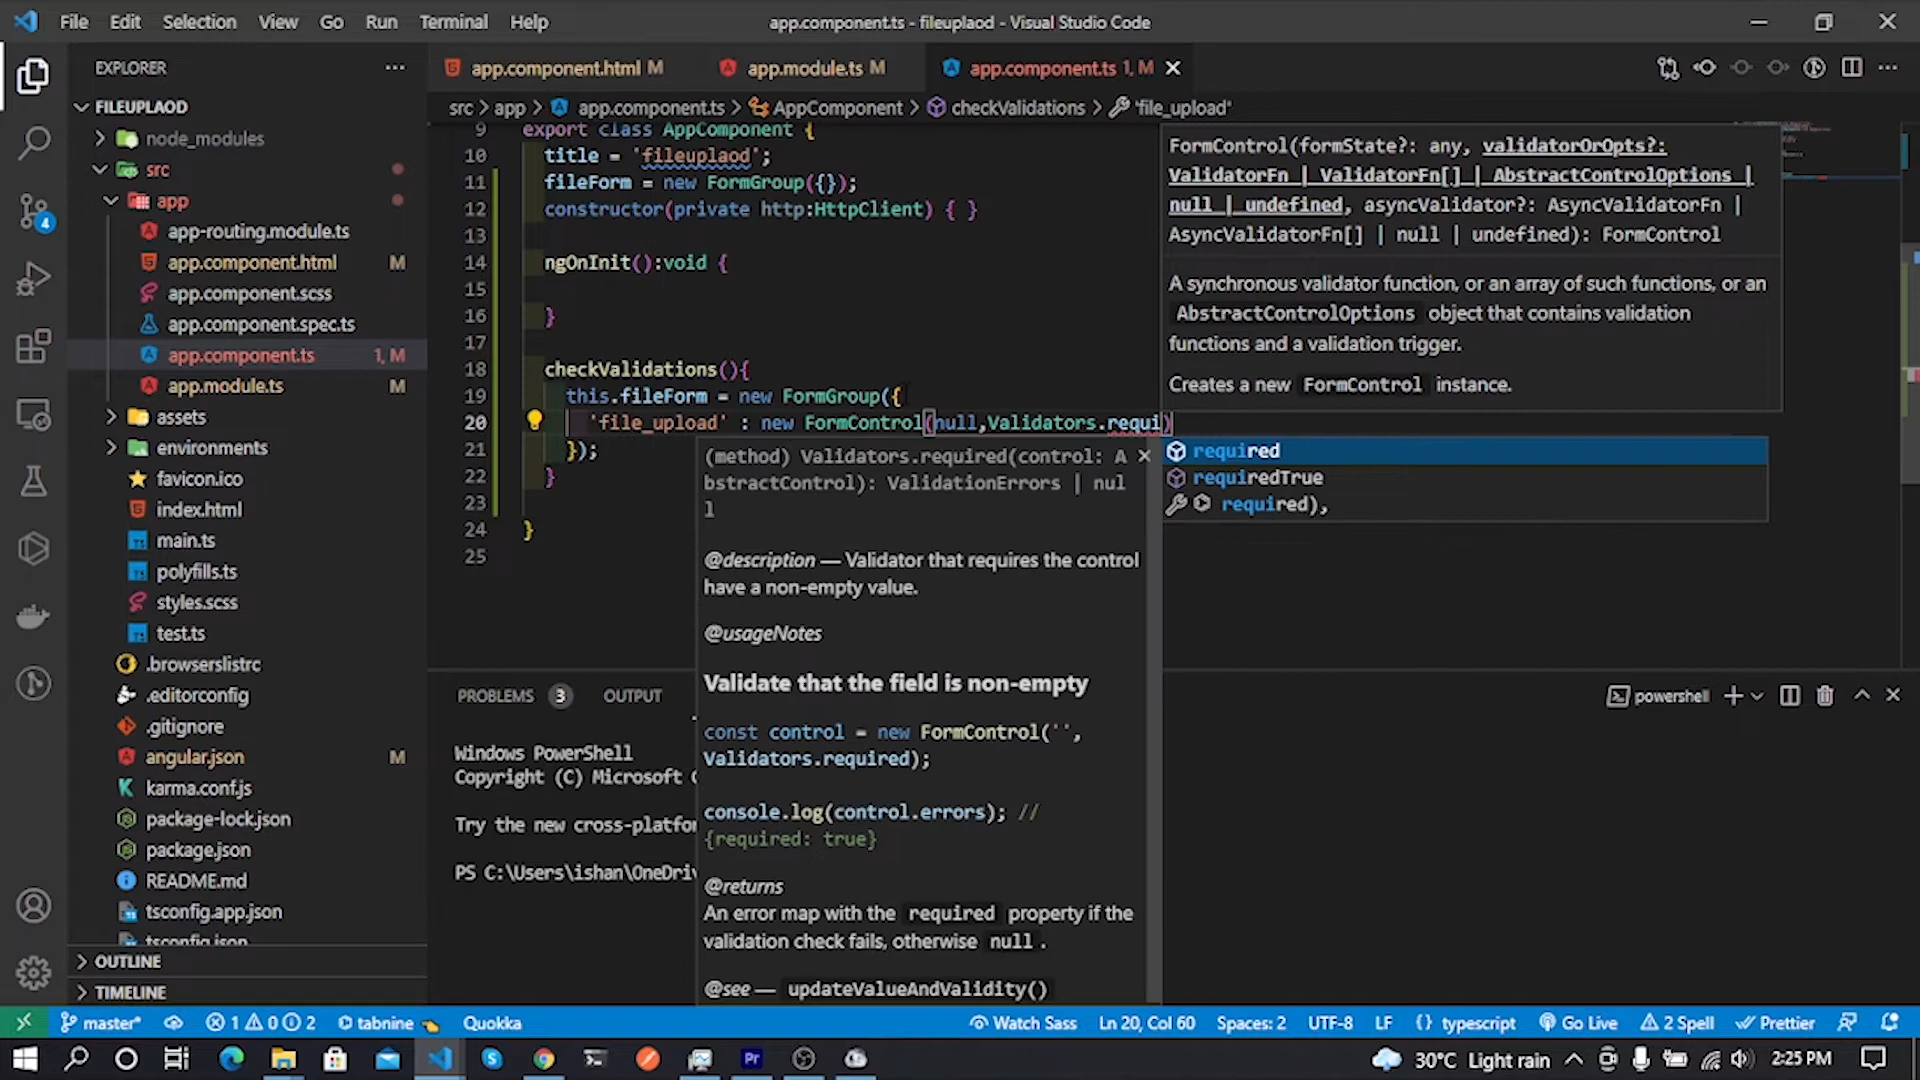 File Edit Selection View Go Run Terminal Help
app.component.ts - fileuplaod - Visual Studio Code
EXPLORER
FILEUPLAOD
node_modules
src
app
app-routing.module.ts
app.component.html M
app.component.scss
app.component.spec.ts
app.component.ts 1, M
app.module.ts M
assets
environments
favicon.ico
index.html
main.ts
polyfills.ts
styles.scss
test.ts
.browserslistrc
.editorconfig
.gitignore
angular.json M
karma.conf.js
package-lock.json
package.json
README.md
tsconfig.app.json
tsconfig.json
OUTLINE
TIMELINE
4
app.component.html M app.module.ts M app.component.ts 1, M
src > app > app.component.ts > AppComponent > checkValidations > 'file_upload'
9 export class AppComponent {
10 title = 'fileuplaod';
11 fileForm = new FormGroup({});
12 constructor(private http:HttpClient) { }
13
14 ngOnInit():void {
15
16 }
17
18 checkValidations(){
19 this.fileForm = new FormGroup({
20 'file_upload' : new FormControl(null,Validators.requi)
21 });
22 }
23
24 }
25
FormControl(formState?: any, validatorOrOpts?:
ValidatorFn | ValidatorFn[] | AbstractControlOptions |
null | undefined, asyncValidator?: AsyncValidatorFn |
AsyncValidatorFn[] | null | undefined): FormControl
A synchronous validator function, or an array of such functions, or an
AbstractControlOptions object that contains validation
functions and a validation trigger.
Creates a new FormControl instance.
required
requiredTrue
required),
(method) Validators.required(control: A
bstractControl): ValidationErrors | nul
l
@description — Validator that requires the control
have a non-empty value.
@usageNotes
Validate that the field is non-empty
const control = new FormControl('',
Validators.required);
console.log(control.errors); //
{required: true}
@returns
An error map with the required property if the
validation check fails, otherwise null .
@see — updateValueAndValidity()
PROBLEMS 3 OUTPUT
powershell
Windows PowerShell
Copyright (C) Microsoft C
Try the new cross-platfor
PS C:\Users\ishan\OneDriv
master* 1 0 2 tabnine Quokka Watch Sass Ln 20, Col 60 Spaces: 2 UTF-8 LF {} typescript Go Live 2 Spell Prettier
Pr 30°C Light rain 2:25 PM